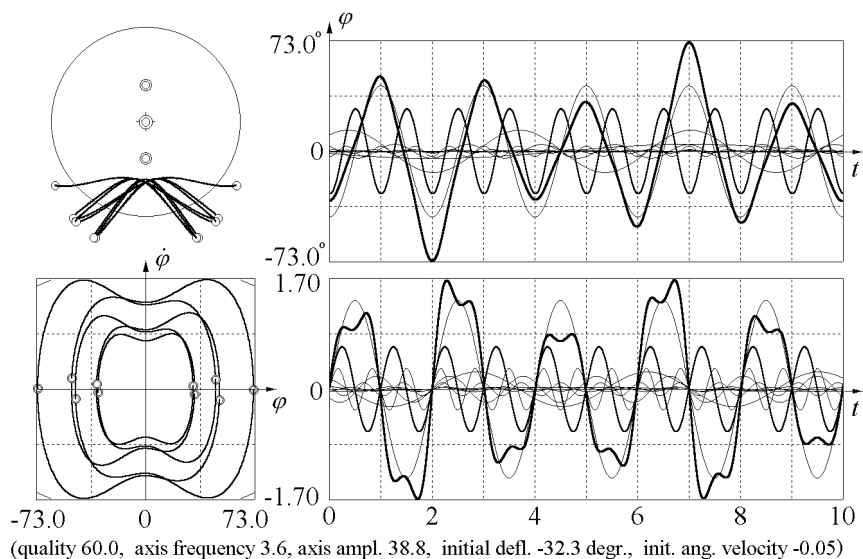 φ
73.0°
0
t
-73.0°
φ̇
1.70
0
φ
t
-1.70
-73.0 0 73.0
0 2 4 6 8 10
(quality 60.0, axis frequency 3.6, axis ampl. 38.8, initial defl. -32.3 degr., init. ang. velocity -0.05)